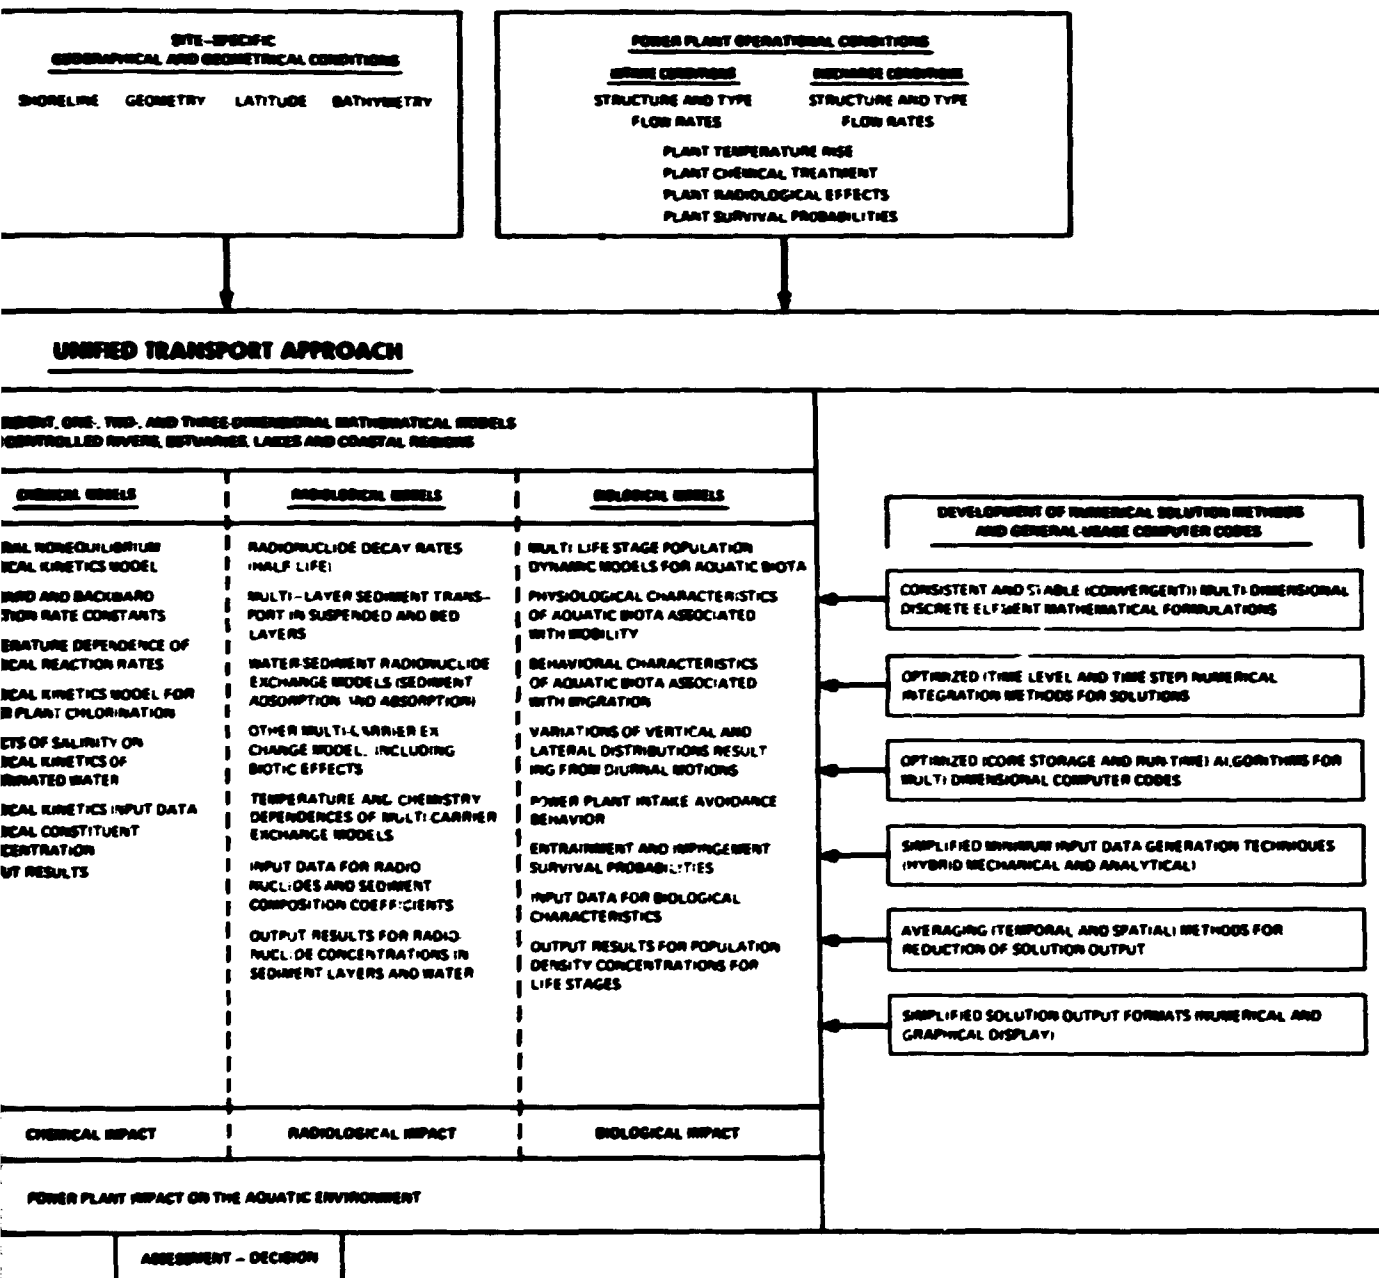 SITE-SPECIFIC
GEOGRAPHICAL AND GEOMETRICAL CONDITIONS
SHORELINE GEOMETRY LATITUDE BATHYMETRY
POWER PLANT OPERATIONAL CONDITIONS
INTAKE CONDITIONS DISCHARGE CONDITIONS
STRUCTURE AND TYPE STRUCTURE AND TYPE
FLOW RATES FLOW RATES
PLANT TEMPERATURE RISE
PLANT CHEMICAL TREATMENT
PLANT RADIOLOGICAL EFFECTS
PLANT SURVIVAL PROBABILITIES
UNIFIED TRANSPORT APPROACH
ONE-, TWO-, AND THREE-DIMENSIONAL MATHEMATICAL MODELS
CONTROLLED RIVERS, ESTUARIES, LAKES AND COASTAL REGIONS
CHEMICAL MODELS
NONEQUILIBRIUM
ICAL KINETICS MODEL
AND BACKWARD
TION RATE CONSTANTS
ERATURE DEPENDENCE OF
ICAL REACTION RATES
ICAL KINETICS MODEL FOR
PLANT CHLORINATION
CTS OF SALINITY ON
ICAL KINETICS OF
WATER
ICAL KINETICS INPUT DATA
ICAL CONSTITUENT
CENTRATION
UT RESULTS
CHEMICAL IMPACT
RADIOLOGICAL MODELS
RADIONUCLIDE DECAY RATES
(HALF LIFE)
MULTI-LAYER SEDIMENT TRANS-
PORT IN SUSPENDED AND BED
LAYERS
WATER-SEDIMENT RADIONUCLIDE
EXCHANGE MODELS (SEDIMENT
ADSORPTION AND ABSORPTION)
OTHER MULTI-CARRIER EX
CHANGE MODEL, INCLUDING
BIOTIC EFFECTS
TEMPERATURE AND CHEMISTRY
DEPENDENCES OF MULTI-CARRIER
EXCHANGE MODELS
INPUT DATA FOR RADIO
NUCLIDES AND SEDIMENT
COMPOSITION COEFFICIENTS
OUTPUT RESULTS FOR RADIO-
NUCLIDE CONCENTRATIONS IN
SEDIMENT LAYERS AND WATER
RADIOLOGICAL IMPACT
BIOLOGICAL MODELS
MULTI LIFE STAGE POPULATION
DYNAMIC MODELS FOR AQUATIC BIOTA
PHYSIOLOGICAL CHARACTERISTICS
OF AQUATIC BIOTA ASSOCIATED
WITH MOBILITY
BEHAVIORAL CHARACTERISTICS
OF AQUATIC BIOTA ASSOCIATED
WITH MIGRATION
VARIATIONS OF VERTICAL AND
LATERAL DISTRIBUTIONS RESULT
ING FROM DIURNAL MOTIONS
POWER PLANT INTAKE AVOIDANCE
BEHAVIOR
ENTRAINMENT AND IMPINGEMENT
SURVIVAL PROBABILITIES
INPUT DATA FOR BIOLOGICAL
CHARACTERISTICS
OUTPUT RESULTS FOR POPULATION
DENSITY CONCENTRATIONS FOR
LIFE STAGES
BIOLOGICAL IMPACT
DEVELOPMENT OF NUMERICAL SOLUTION METHODS
AND GENERAL-USAGE COMPUTER CODES
CONSISTENT AND STABLE (CONVERGENT) MULTI-DIMENSIONAL
DISCRETE ELEMENT MATHEMATICAL FORMULATIONS
OPTIMIZED (TIME LEVEL AND TIME STEP) NUMERICAL
INTEGRATION METHODS FOR SOLUTIONS
OPTIMIZED (CORE STORAGE AND RUN-TIME) ALGORITHMS FOR
MULTI DIMENSIONAL COMPUTER CODES
SIMPLIFIED MINIMUM INPUT DATA GENERATION TECHNIQUES
(HYBRID MECHANICAL AND ANALYTICAL)
AVERAGING (TEMPORAL AND SPATIAL) METHODS FOR
REDUCTION OF SOLUTION OUTPUT
SIMPLIFIED SOLUTION OUTPUT FORMATS (NUMERICAL AND
GRAPHICAL DISPLAY)
POWER PLANT IMPACT ON THE AQUATIC ENVIRONMENT
ASSESSMENT - DECISION